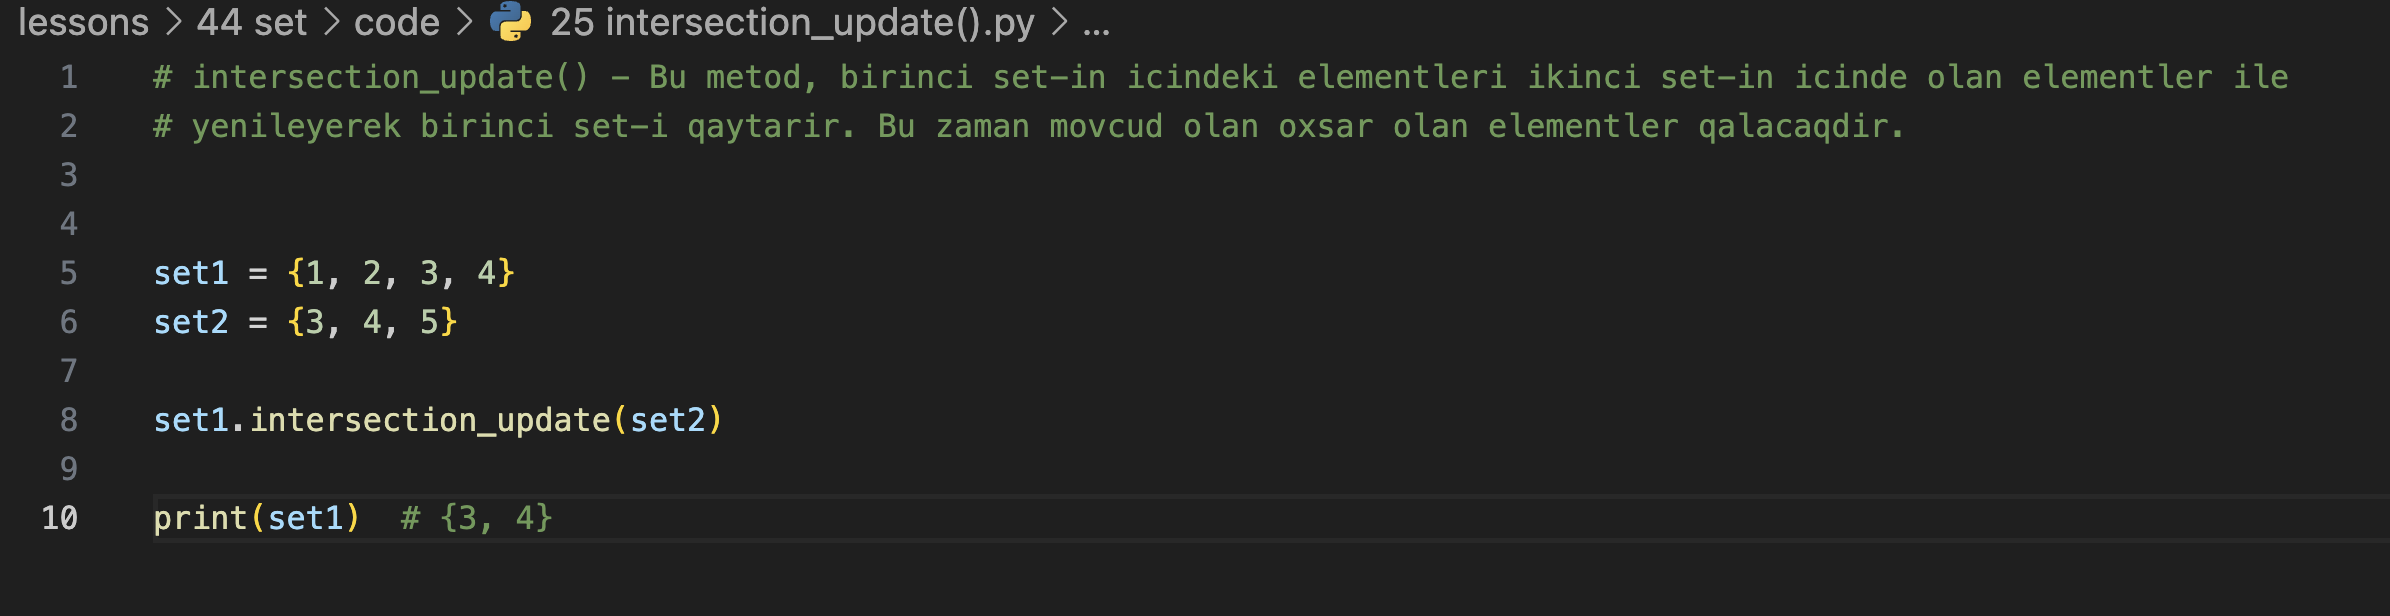 lessons > 44 set > code > 25 intersection_update().py > ...
1 # intersection_update() - Bu metod, birinci set-in icindeki elementleri ikinci set-in icinde olan elementler ile
2 # yenileyerek birinci set-i qaytarir. Bu zaman movcud olan oxsar olan elementler qalacaqdir.
3
4
5 set1 = {1, 2, 3, 4}
6 set2 = {3, 4, 5}
7
8 set1.intersection_update(set2)
9
10 print(set1)  # {3, 4}